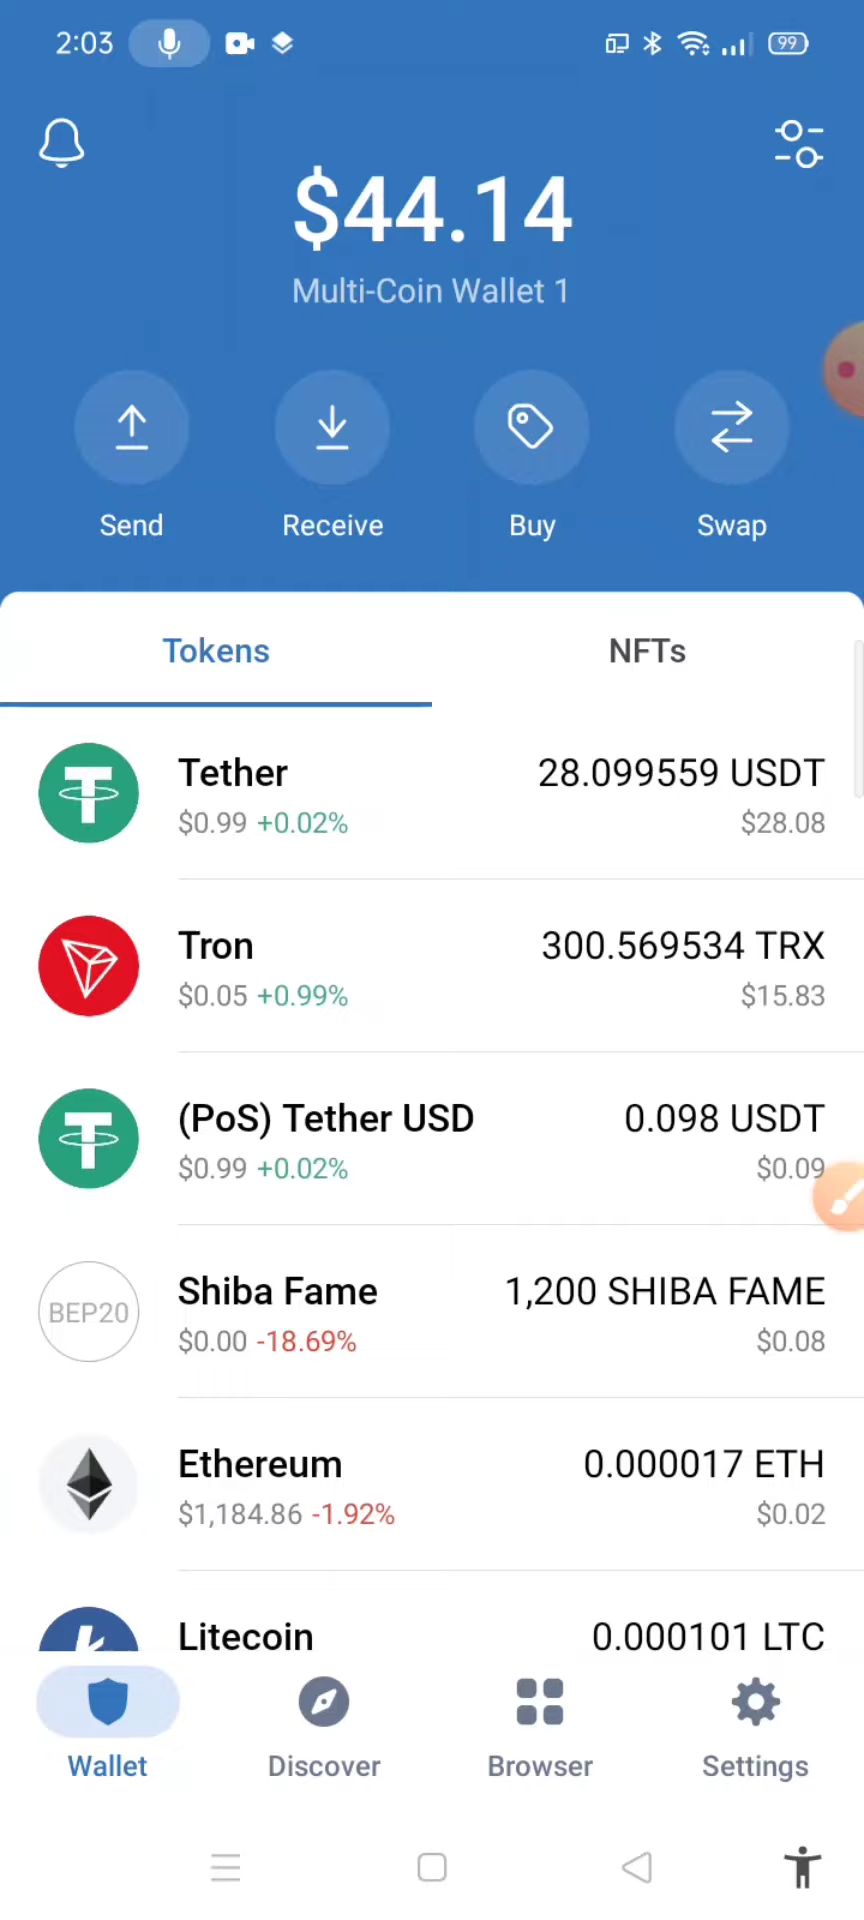 2:03
99
$44.14
Multi-Coin Wallet 1
Send Receive Buy Swap
Tokens NFTs
Tether 28.099559 USDT
$0.99 +0.02% $28.08
Tron 300.569534 TRX
$0.05 +0.99% $15.83
(PoS) Tether USD 0.098 USDT
$0.99 +0.02% $0.09
BEP20
Shiba Fame 1,200 SHIBA FAME
$0.00 -18.69% $0.08
Ethereum 0.000017 ETH
$1,184.86 -1.92% $0.02
Litecoin 0.000101 LTC
Wallet Discover Browser Settings